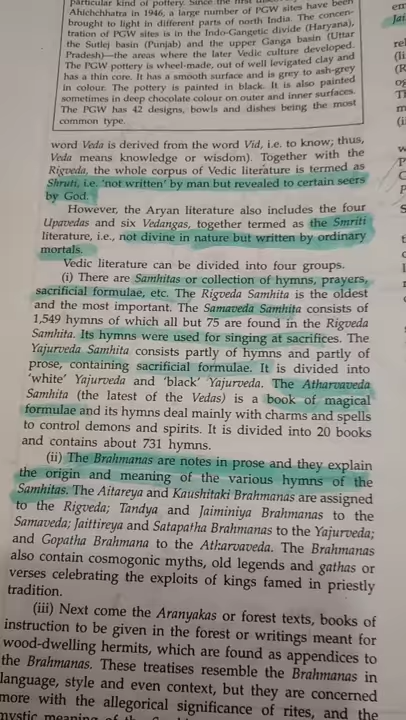 particular kind of pottery. Since the first
Ahichhhatra in 1946, a large number of PGW sites have been
brought to light in different parts of north India. The concen-
tration of PGW sites is in the Indo-Gangetic divide (Haryana),
the Sutlej basin (Punjab) and the upper Ganga basin (Uttar
Pradesh)—the areas where the later Vedic culture developed.
The PGW pottery is wheel-made, out of well levigated clay and
has a thin core. It has a smooth surface and is grey to ash-grey
in colour. The pottery is painted in black. It is also painted
sometimes in deep chocolate colour on outer and inner surfaces.
The PGW has 42 designs, bowls and dishes being the most
common type.
word Veda is derived from the word Vid, i.e. to know; thus,
Veda means knowledge or wisdom). Together with the
Rigveda, the whole corpus of Vedic literature is termed as
Shruti, i.e. 'not written' by man but revealed to certain seers
by God.
However, the Aryan literature also includes the four
Upavedas and six Vedangas, together termed as the Smriti
literature, i.e., not divine in nature but written by ordinary
mortals.
Vedic literature can be divided into four groups.
(i) There are Samhitas or collection of hymns, prayers,
sacrificial formulae, etc. The Rigveda Samhita is the oldest
and the most important. The Samaveda Samhita consists of
1,549 hymns of which all but 75 are found in the Rigveda
Samhita. Its hymns were used for singing at sacrifices. The
Yajurveda Samhita consists partly of hymns and partly of
prose, containing sacrificial formulae. It is divided into
'white' Yajurveda and 'black' Yajurveda. The Atharvaveda
Samhita (the latest of the Vedas) is a book of magical
formulae and its hymns deal mainly with charms and spells
to control demons and spirits. It is divided into 20 books
and contains about 731 hymns.
(ii) The Brahmanas are notes in prose and they explain
the origin and meaning of the various hymns of the
Samhitas. The Aitareya and Kaushitaki Brahmanas are assigned
to the Rigveda; Tandya and Jaiminiya Brahmanas to the
Samaveda; Jaittireya and Satapatha Brahmanas to the Yajurveda;
and Gopatha Brahmana to the Atharvaveda. The Brahmanas
also contain cosmogonic myths, old legends and gathas or
verses celebrating the exploits of kings famed in priestly
tradition.
(iii) Next come the Aranyakas or forest texts, books of
instruction to be given in the forest or writings meant for
wood-dwelling hermits, which are found as appendices to
the Brahmanas. These treatises resemble the Brahmanas in
language, style and even context, but they are concerned
more with the allegorical significance of rites, and the
mystic meaning of the